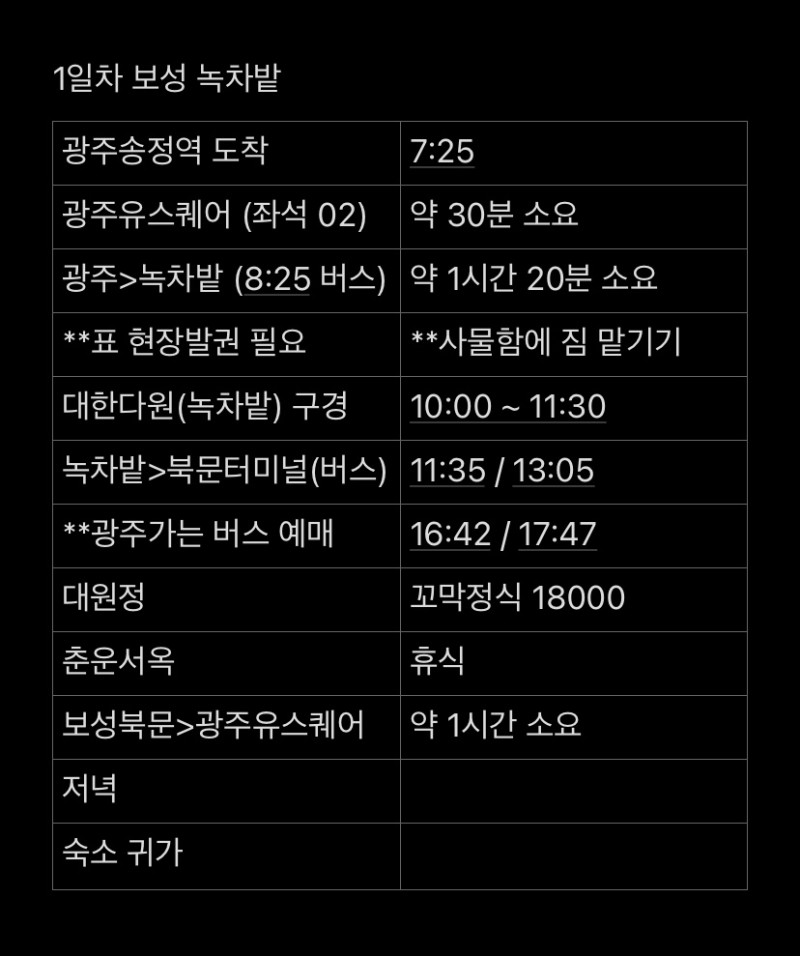 1일차 보성 녹차밭
광주송정역 도착 7:25
광주유스퀘어 (좌석 02) 약 30분 소요
광주>녹차밭 (8:25 버스) 약 1시간 20분 소요
**표 현장발권 필요 **사물함에 짐 맡기기
대한다원(녹차밭) 구경 10:00 ~ 11:30
녹차밭>북문터미널(버스) 11:35 / 13:05
**광주가는 버스 예매 16:42 / 17:47
대원정 꼬막정식 18000
춘운서옥 휴식
보성북문>광주유스퀘어 약 1시간 소요
저녁
숙소 귀가